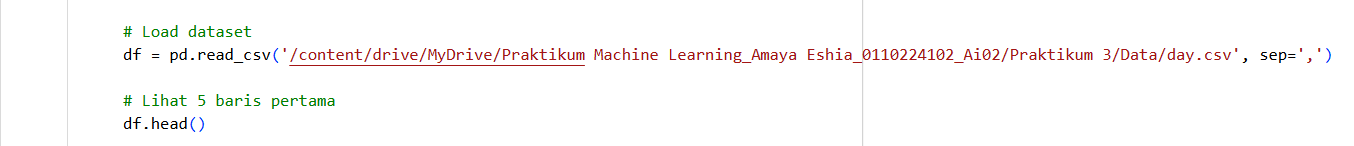 # Load dataset
df = pd.read_csv('/content/drive/MyDrive/Praktikum Machine Learning_Amaya Eshia_0110224102_Ai02/Praktikum 3/Data/day.csv', sep=',')
# Lihat 5 baris pertama
df.head()